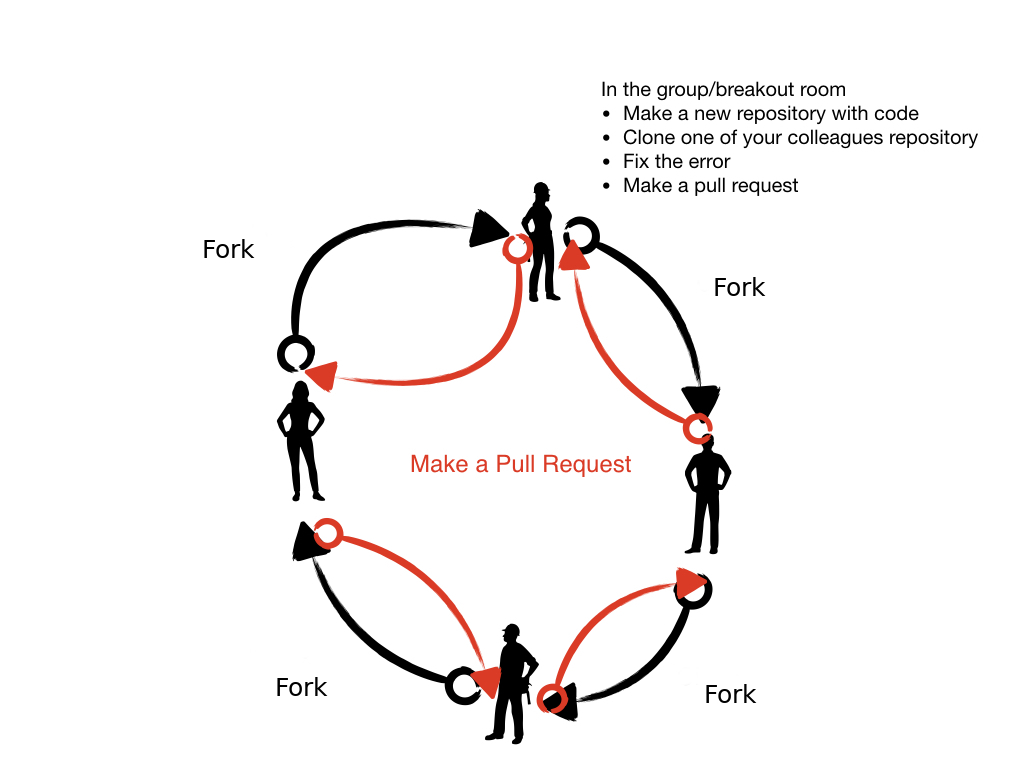 In the group/breakout room
• Make a new repository with code
• Clone one of your colleagues repository
• Fix the error
• Make a pull request
Fork
Fork
Make a Pull Request
Fork
Fork